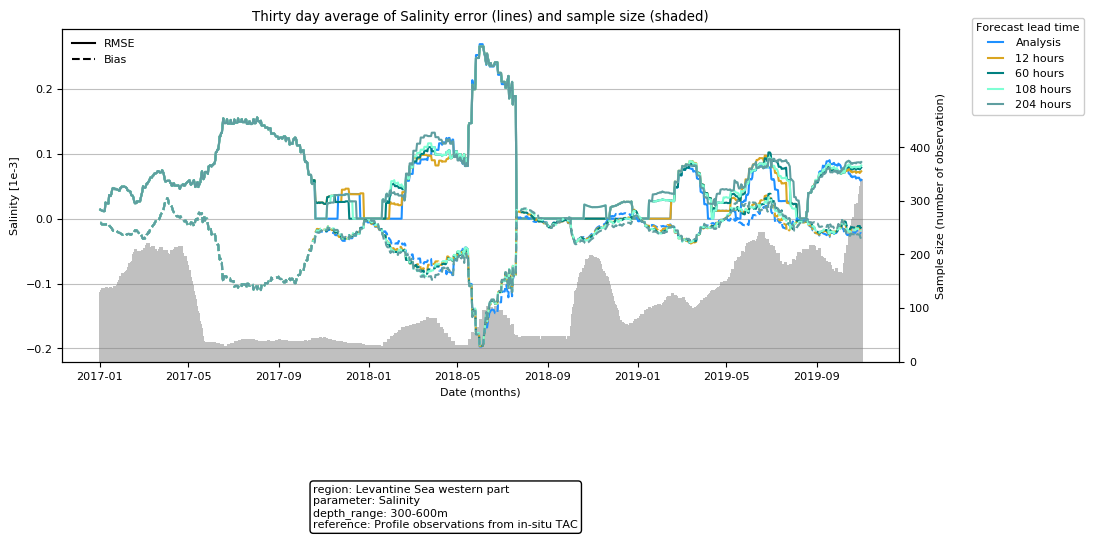 Thirty day average of Salinity error (lines) and sample size (shaded)
RMSE
Bias
Forecast lead time
Analysis
12 hours
60 hours
108 hours
204 hours
Salinity [1e-3]
0.2
0.1
0.0
−0.1
−0.2
Sample size (number of observation)
400
300
200
100
0
2017-01 2017-05 2017-09 2018-01 2018-05 2018-09 2019-01 2019-05 2019-09
Date (months)
region: Levantine Sea western part
parameter: Salinity
depth_range: 300-600m
reference: Profile observations from in-situ TAC